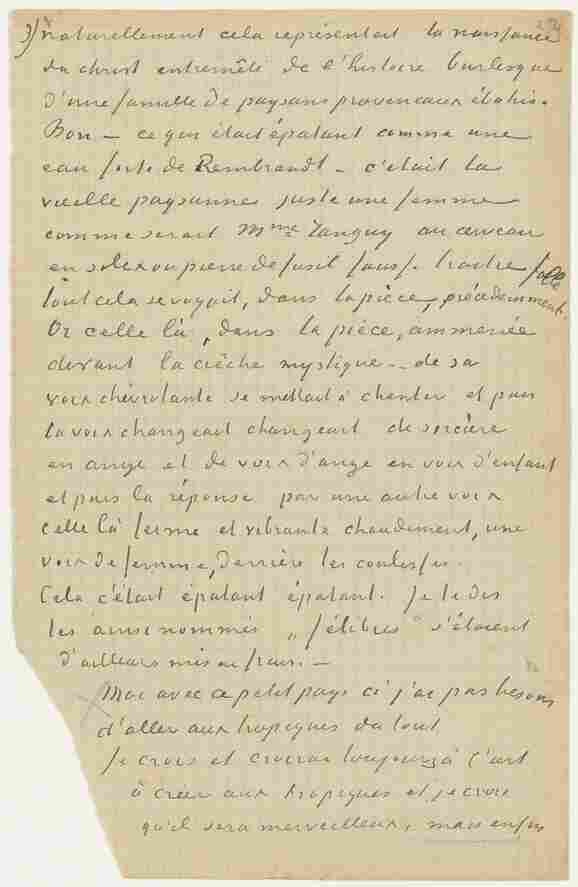 3) naturellement cela représentait la naissance
du christ entremêlé de l'histoire burlesque
d'une famille de paysans provencaux ébahis.
Bon – ce qui était épatant comme une
eau forte de Rembrandt – c'était la
vieille paysanne juste une femme
comme serait Mme Tanguy au cerveau
en silex ou pierre de fusil fausse traitre folle
tout cela se voyait, dans la pièce, précédemment.
Or celle là, dans la pièce, ammenée
devant la crèche mystique – de sa
voix chevrotante se mettait à chanter et puis
la voix changeait changeait de sorcière
en ange et de voix d'ange en voix d'enfant
et puis la réponse par une autre voix
celle là ferme et vibrante chaudement, une
voix de femme, derrière les coulisses.
Cela c'était épatant épatant. Je te dis
les ainsi nommés „félibres" s'étaient
d'ailleurs mis en frais. –
Moi avec ce petit pays ci j'ai pas besoin
d'aller aux tropiques du tout.
Je crois et croirai toujours à l'art
à créer aux tropiques et je crois
qu'il sera merveilleux, mais enfin